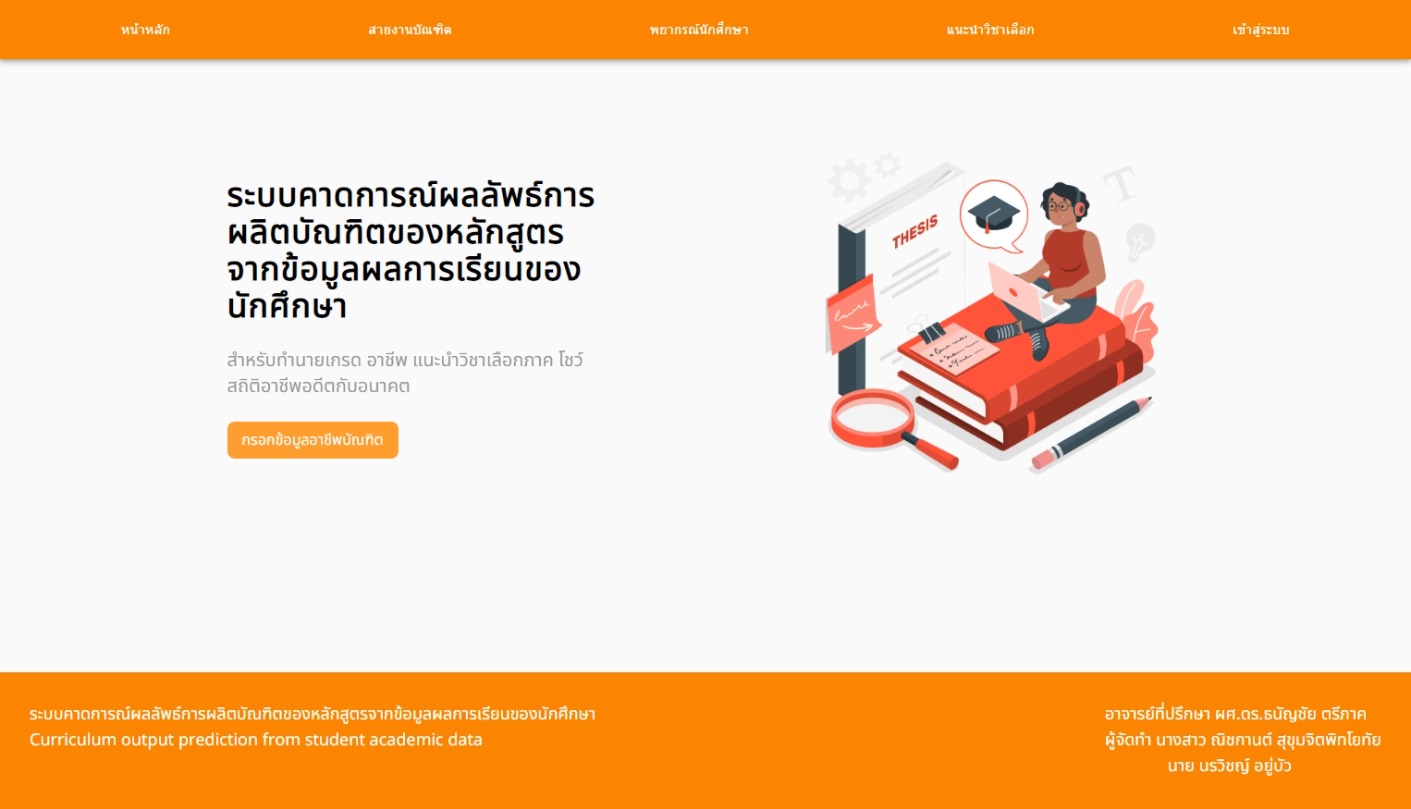 หน้าหลัก
สายงานบัณฑิต
พยากรณ์นักศึกษา
แนะนำวิชาเลือก
เข้าสู่ระบบ
ระบบคาดการณ์ผลลัพธ์การ
ผลิตบัณฑิตของหลักสูตร
จากข้อมูลผลการเรียนของ
นักศึกษา
สำหรับทำนายเกรด อาชีพ แนะนำวิชาเลือกภาค โชว์
สถิติอาชีพอดีตกับอนาคต
กรอกข้อมูลอาชีพบัณฑิต
THESIS
T
ระบบคาดการณ์ผลลัพธ์การผลิตบัณฑิตของหลักสูตรจากข้อมูลผลการเรียนของนักศึกษา
Curriculum output prediction from student academic data
อาจารย์ที่ปรึกษา ผศ.ดร.ธนัญชัย ตรีภาค
ผู้จัดทำ นางสาว ณิชกานต์ สุขุมจิตพิทโยทัย
นาย นรวิชญ์ อยู่บัว